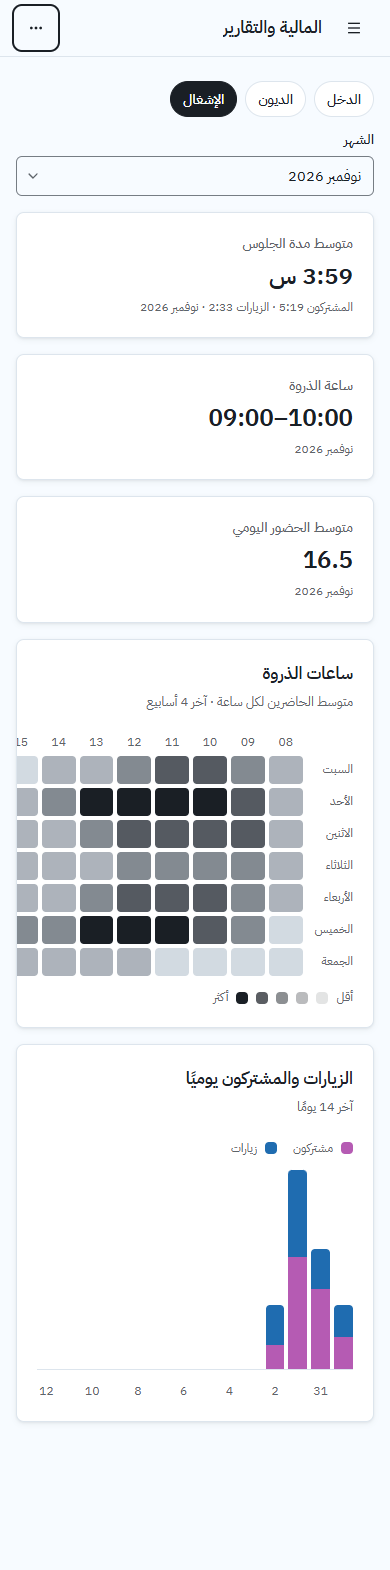 المالية والتقارير
الدخل
الديون
الإشغال
الشهر
نوفمبر 2026
متوسط مدة الجلوس
3:59 س
المشتركون 5:19 · الزيارات 2:33 · نوفمبر 2026
ساعة الذروة
09:00–10:00
نوفمبر 2026
متوسط الحضور اليومي
16.5
نوفمبر 2026
ساعات الذروة
متوسط الحاضرين لكل ساعة · آخر 4 أسابيع
08 09 10 11 12 13 14 15
السبت
الأحد
الاثنين
الثلاثاء
الأربعاء
الخميس
الجمعة
أقل أكثر
الزيارات والمشتركون يوميًا
آخر 14 يومًا
مشتركون زيارات
31 2 4 6 8 10 12